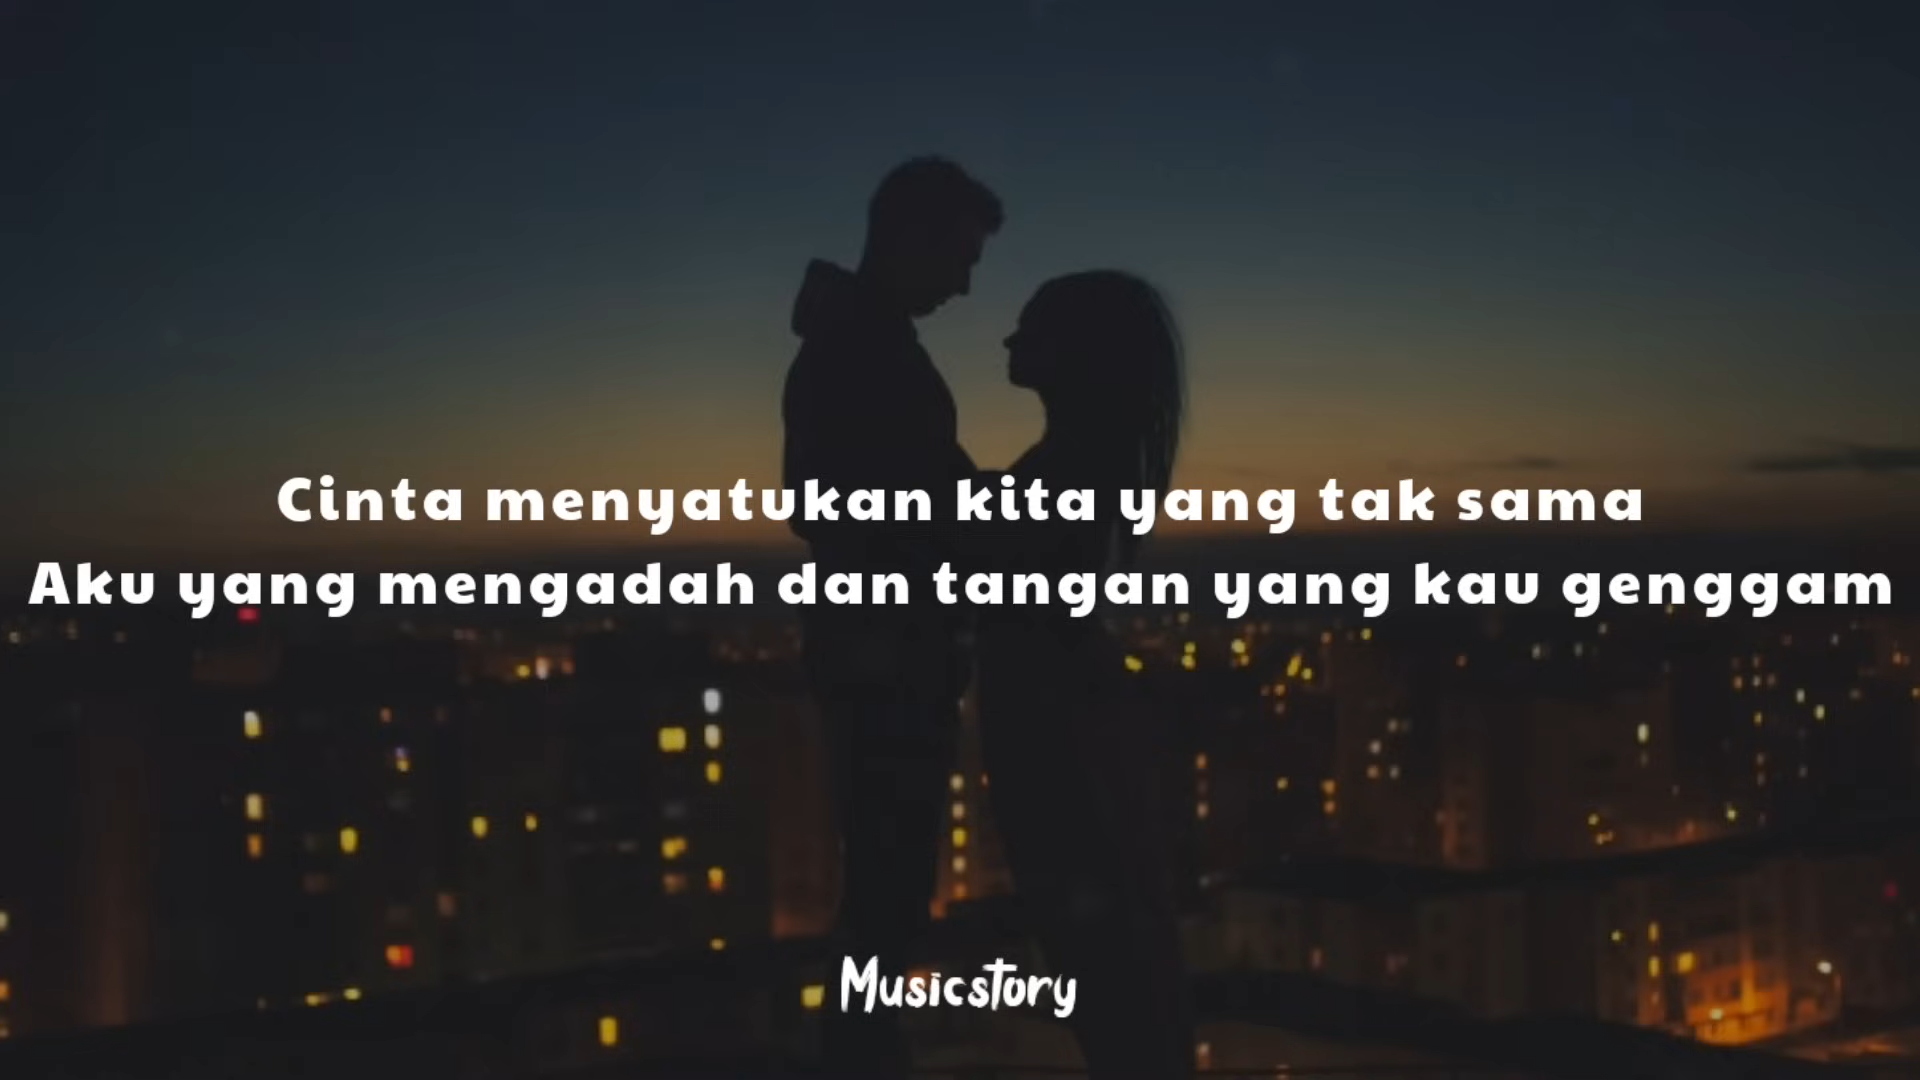 Cinta menyatukan kita yang tak sama
Aku yang mengadah dan tangan yang kau genggam
Musicstory